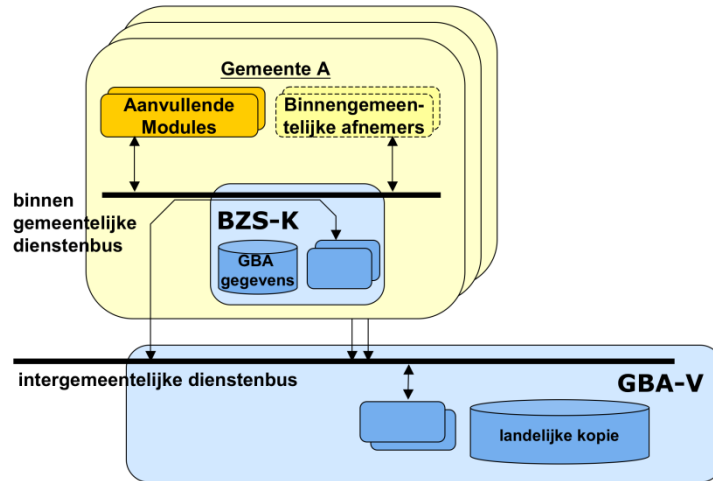 Gemeente A
Aanvullende
Modules
Binnengemeen-
telijke afnemers
binnen
gemeentelijke
dienstenbus
BZS-K
GBA
gegevens
intergemeentelijke dienstenbus
GBA-V
landelijke kopie